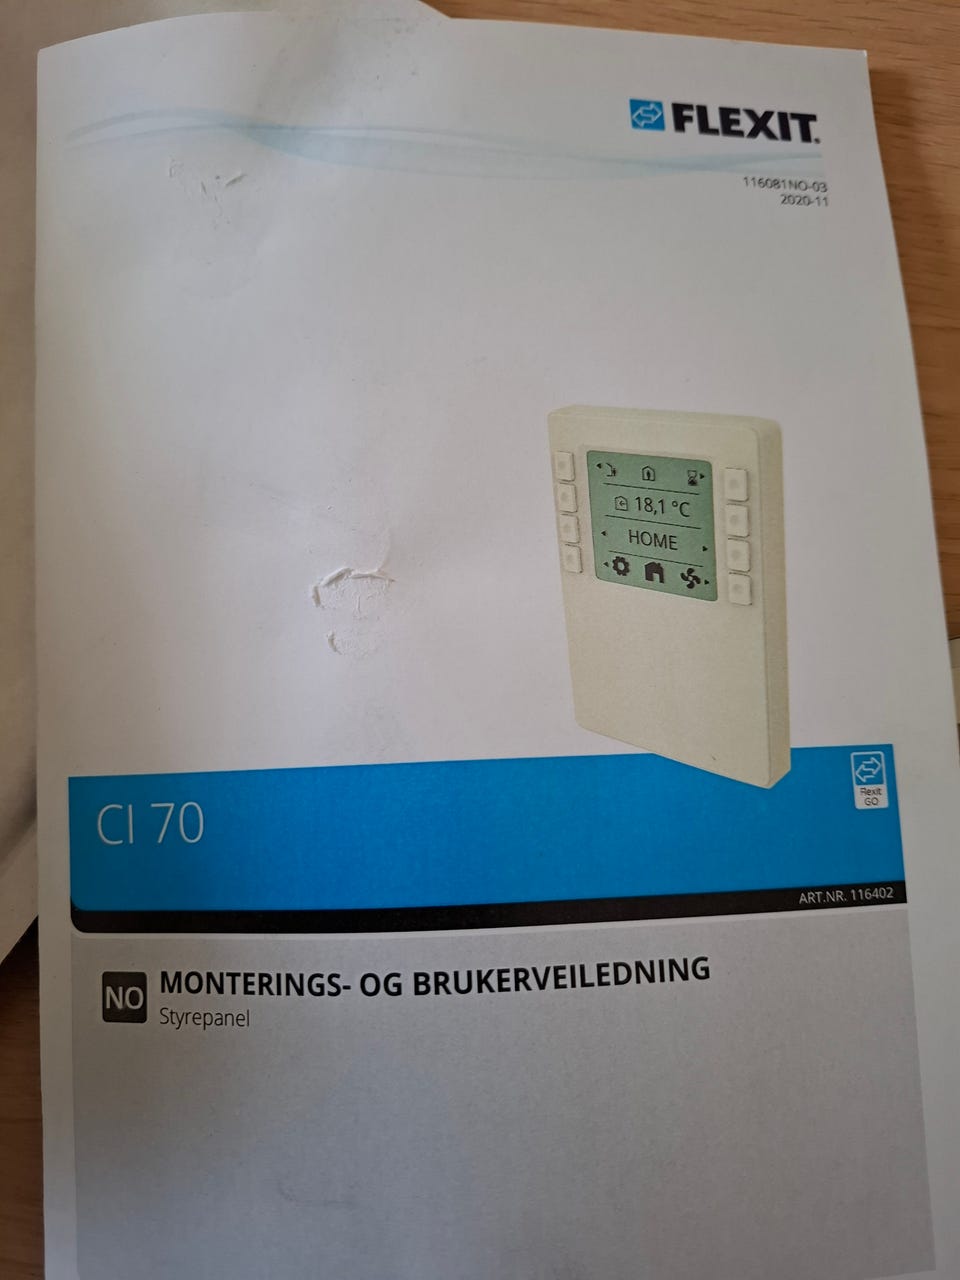 FLEXIT.
116081NO-03
2020-11
18,1 °C
HOME
CI 70
Flexit
GO
ART.NR. 116402
NO
MONTERINGS- OG BRUKERVEILEDNING
Styrepanel